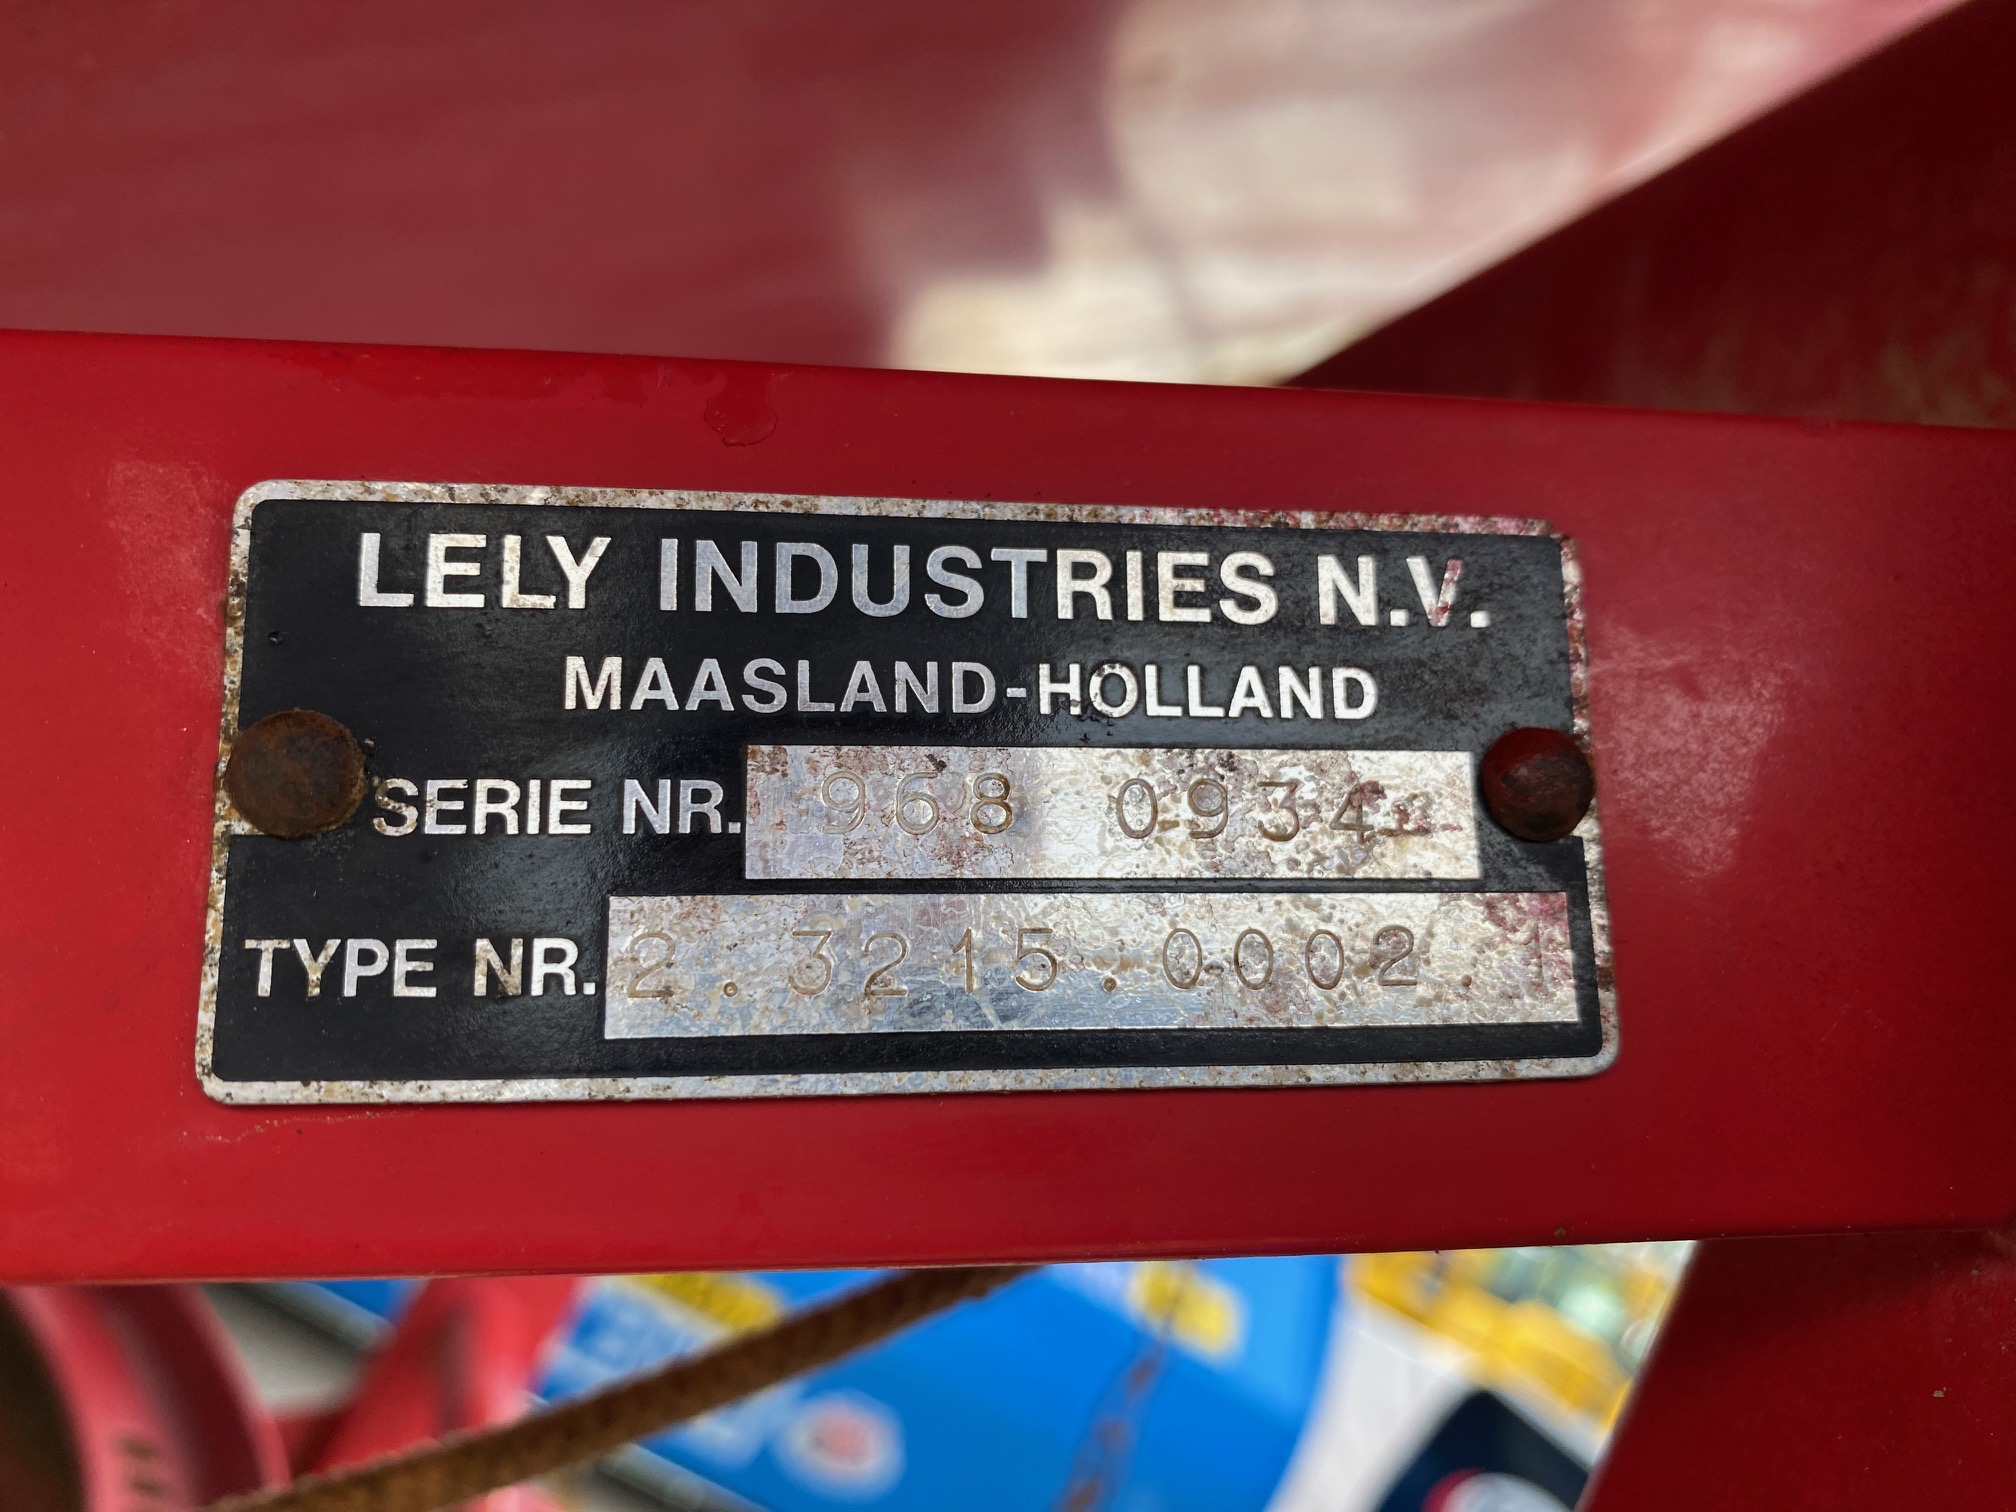 LELY INDUSTRIES N.V.
MAASLAND-HOLLAND
SERIE NR. 968 0934
TYPE NR. 2.3215.0002.1